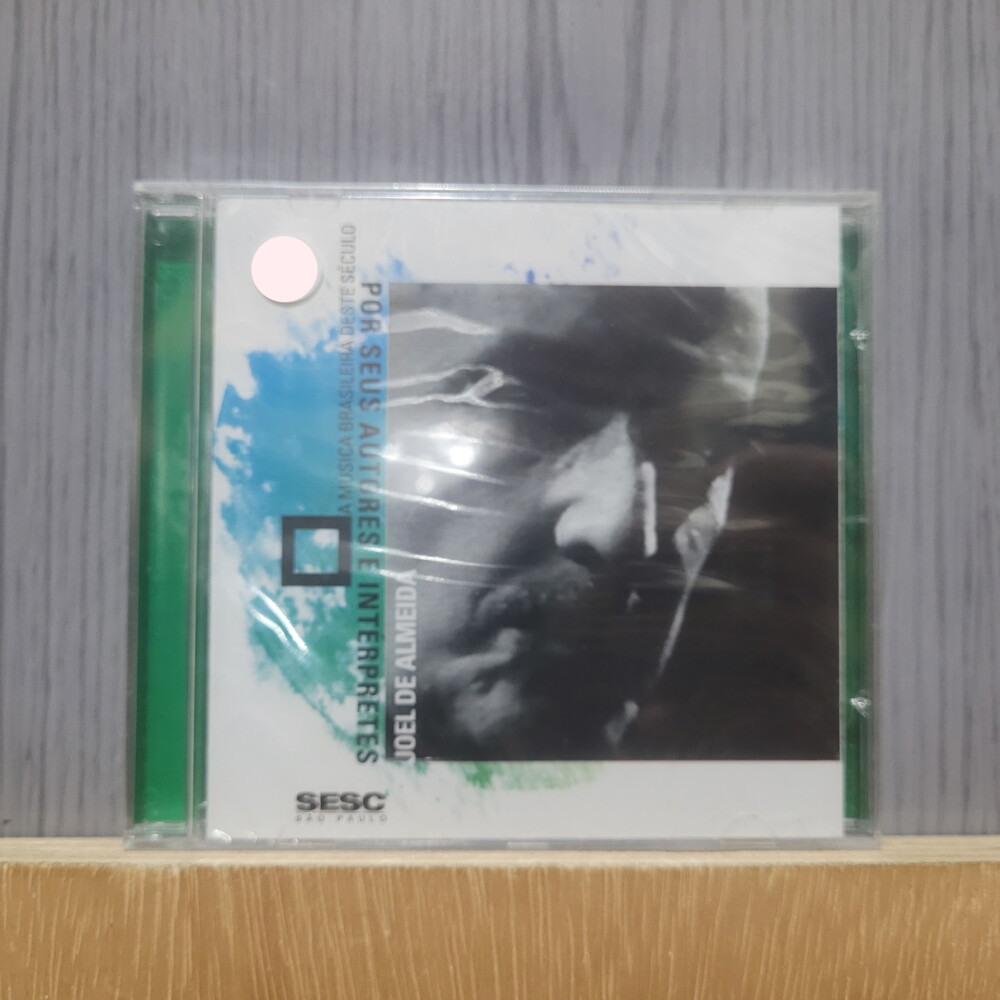 A MÚSICA BRASILEIRA DESTE SÉCULO
POR SEUS AUTORES E INTÉRPRETES
JOEL DE ALMEIDA
SESC
SÃO PAULO